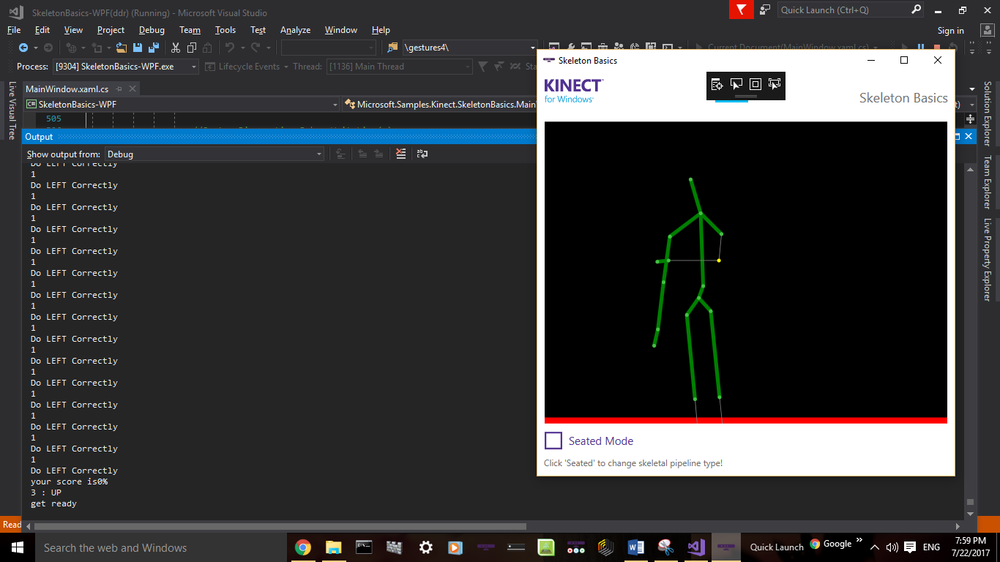 SkeletonBasics-WPF(ddr) (Running) - Microsoft Visual Studio
Quick Launch (Ctrl+Q)
File Edit View Project Debug Team Tools Test Analyze Window Help
Sign in
\gestures4\
Current Document(MainWindow.xaml.cs)
Process: [9304] SkeletonBasics-WPF.exe Lifecycle Events Thread: [1136] Main Thread
MainWindow.xaml.cs
SkeletonBasics-WPF
Microsoft.Samples.Kinect.SkeletonBasics.Main
505
Output
Show output from: Debug
Do LEFT Correctly
1
Do LEFT Correctly
1
Do LEFT Correctly
1
Do LEFT Correctly
1
Do LEFT Correctly
1
Do LEFT Correctly
1
Do LEFT Correctly
1
Do LEFT Correctly
1
Do LEFT Correctly
1
Do LEFT Correctly
1
Do LEFT Correctly
1
Do LEFT Correctly
1
Do LEFT Correctly
1
Do LEFT Correctly
1
Do LEFT Correctly
your score is0%
3 : UP
get ready
Live Visual Tree
Skeleton Basics
KINECT
for Windows
Skeleton Basics
Seated Mode
Click 'Seated' to change skeletal pipeline type!
Solution Explorer
Team Explorer
Live Property Explorer
Read
Search the web and Windows
Quick Launch
Google
ENG
7:59 PM
7/22/2017